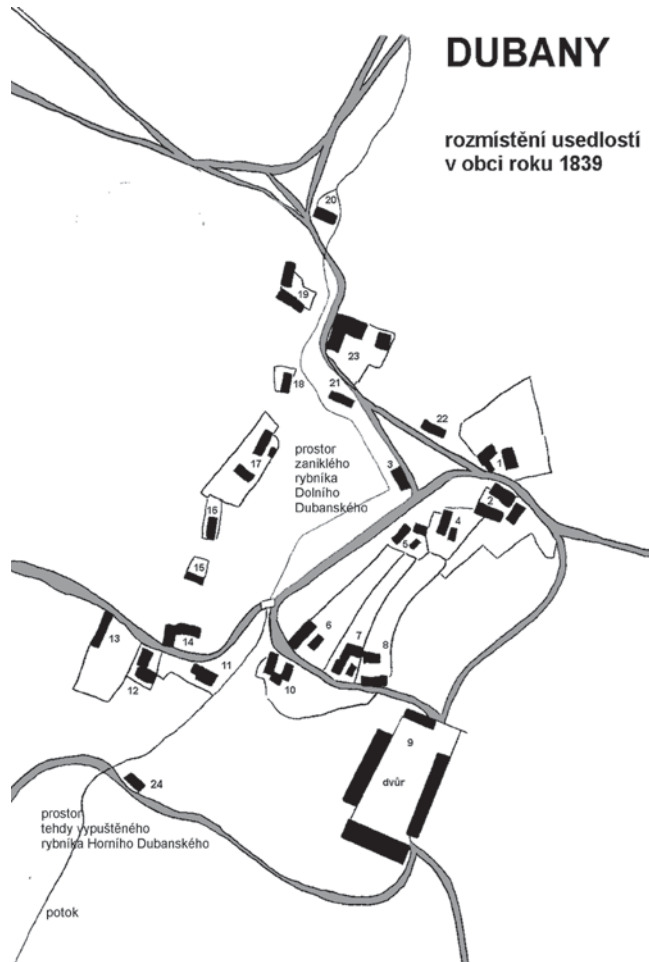 DUBANY
rozmístění usedlostí
v obci roku 1839
20
19
23
18
21
22
17
prostor
zaniklého
rybníka
Dolního
Dubanského
3
1
2
16
4
5
15
13
14
6
7
8
11
12
10
9
dvůr
24
prostor
tehdy vypuštěného
rybníka Horního Dubanského
potok